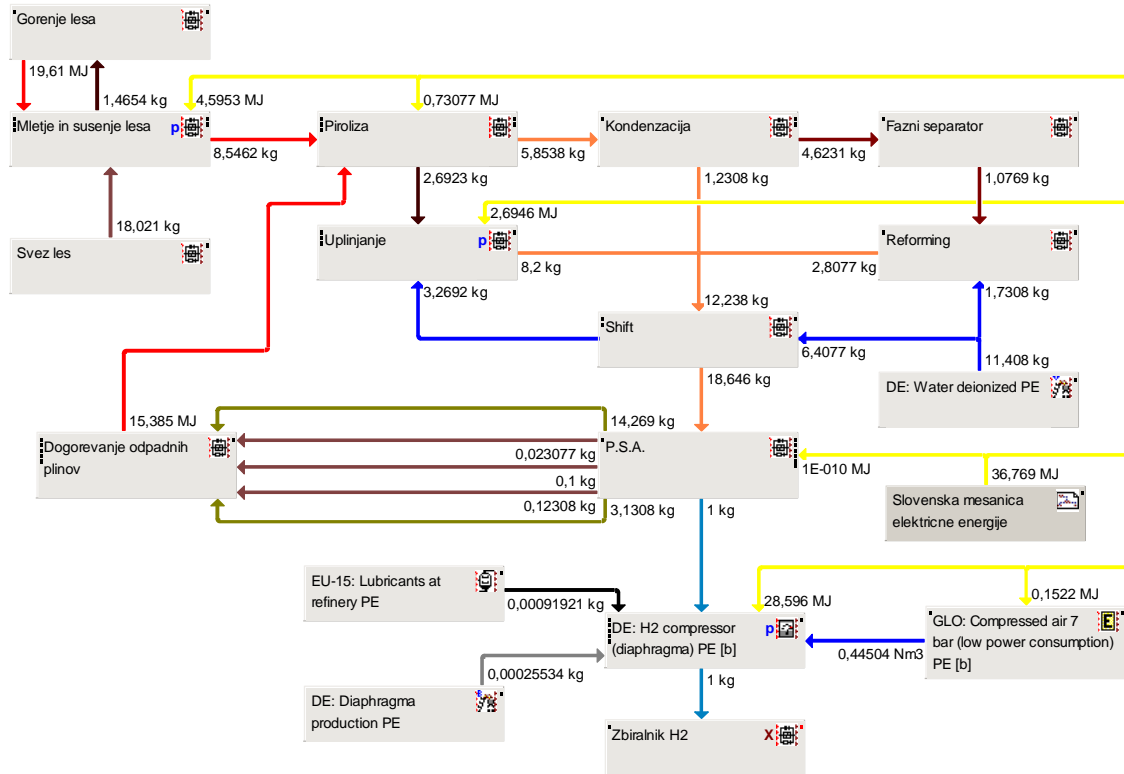 Gorenje lesa
19,61 MJ
1,4654 kg
4,5953 MJ
0,73077 MJ
Mletje in susenje lesa
p
Piroliza
Kondenzacija
Fazni separator
8,5462 kg
5,8538 kg
4,6231 kg
2,6923 kg
1,2308 kg
1,0769 kg
18,021 kg
2,6946 MJ
Svez les
Uplinjanje
p
Reforming
8,2 kg
2,8077 kg
3,2692 kg
12,238 kg
1,7308 kg
Shift
6,4077 kg
11,408 kg
18,646 kg
DE: Water deionized PE
15,385 MJ
14,269 kg
Dogorevanje odpadnih
plinov
P.S.A.
0,023077 kg
1E-010 MJ
36,769 MJ
0,1 kg
0,12308 kg
3,1308 kg
1 kg
Slovenska mesanica
elektricne energije
EU-15: Lubricants at
refinery PE
0,00091921 kg
28,596 MJ
0,1522 MJ
DE: H2 compressor
(diaphragma) PE [b]
p
GLO: Compressed air 7
bar (low power consumption)
PE [b]
E
0,44504 Nm3
0,00025534 kg
1 kg
DE: Diaphragma
production PE
Zbiralnik H2
X